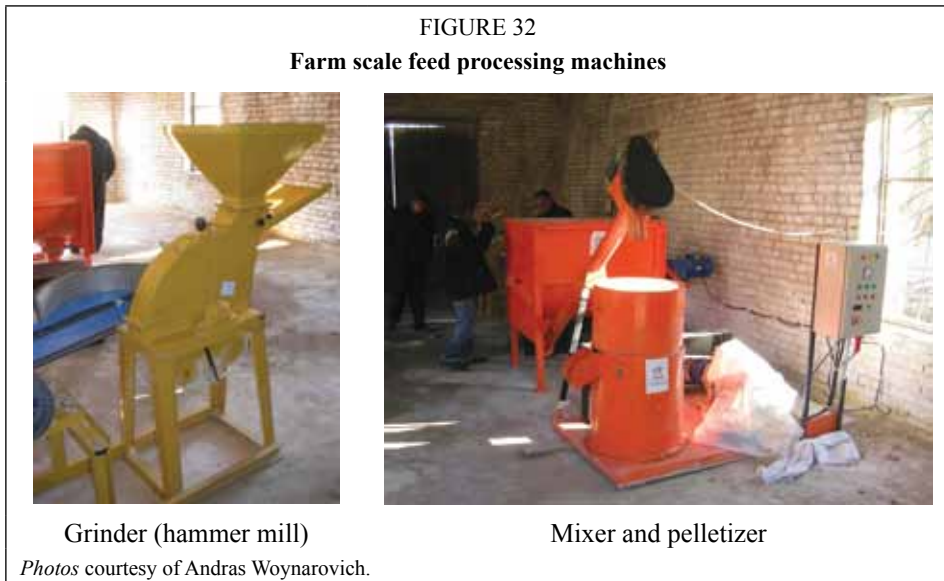 FIGURE 32
Farm scale feed processing machines
Grinder (hammer mill)
Mixer and pelletizer
Photos courtesy of Andras Woynarovich.